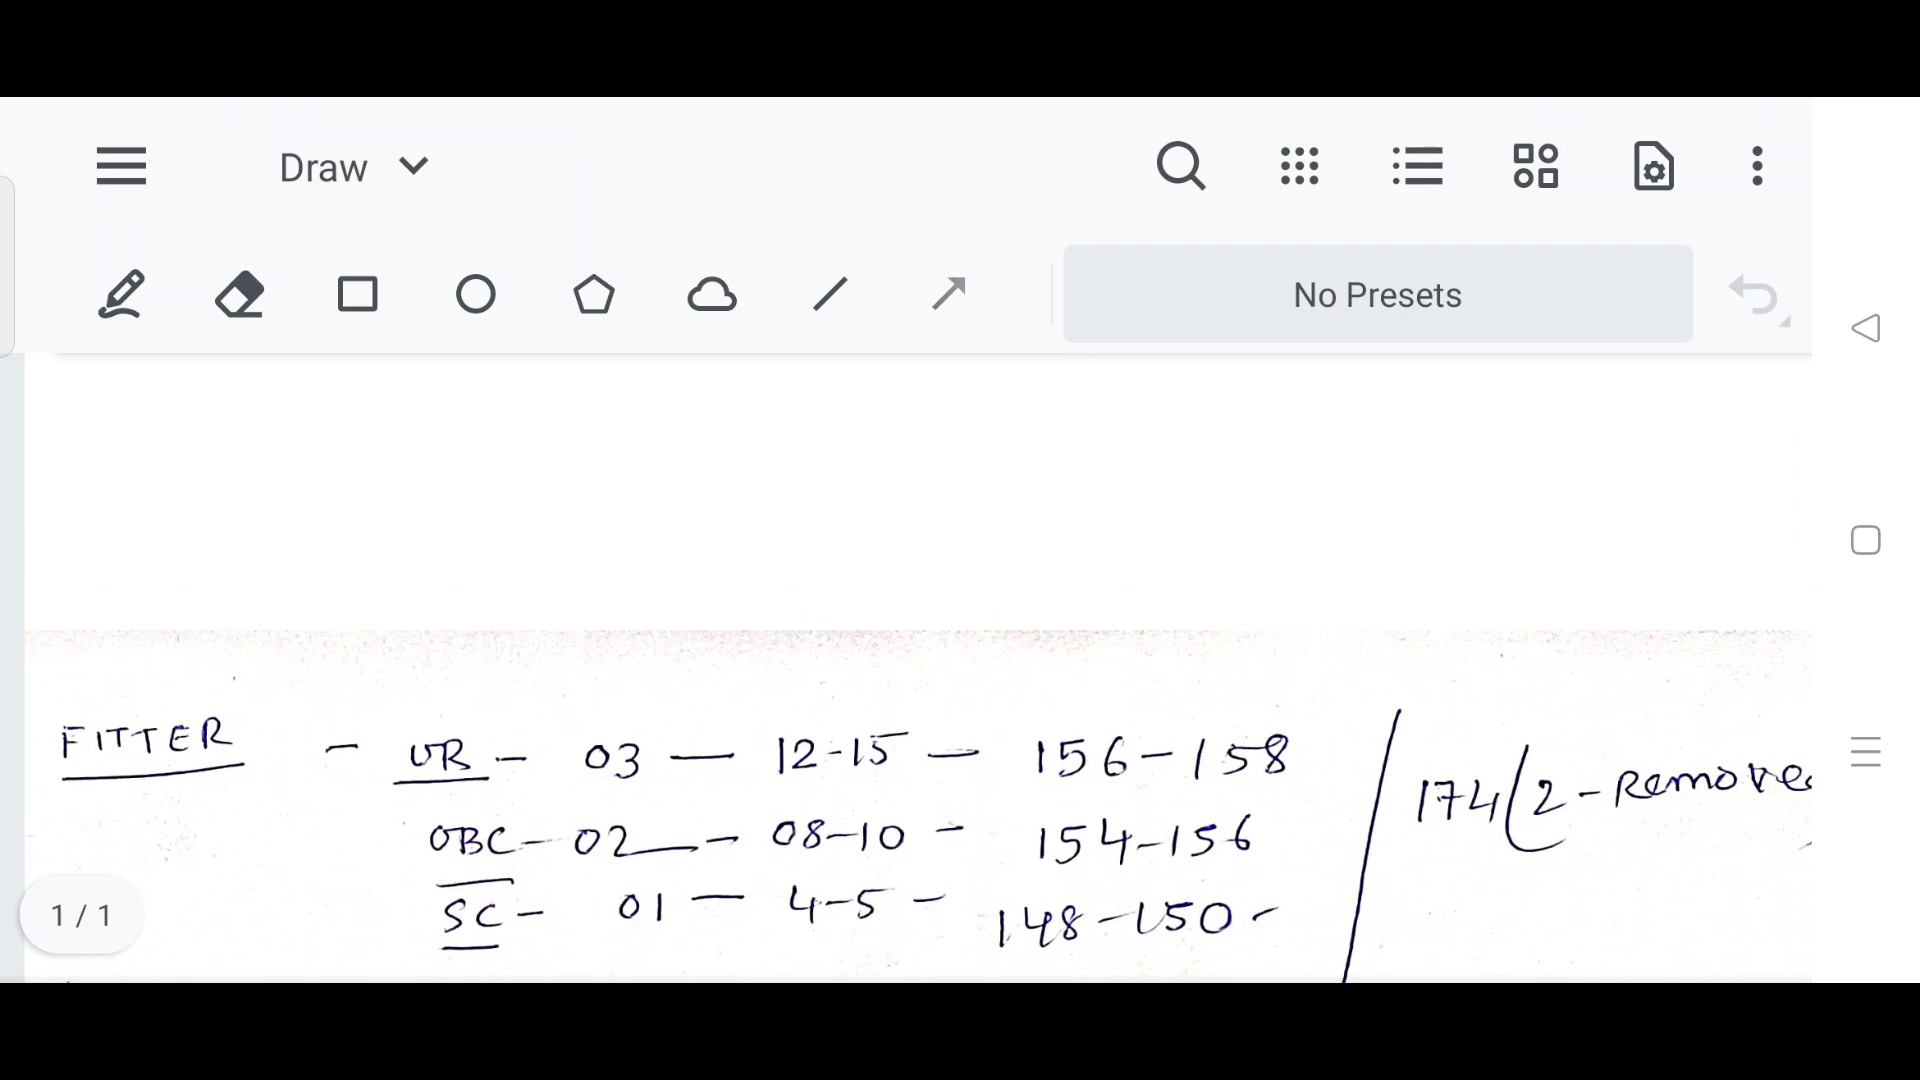 Draw
No Presets
FITTER - UR - 03 — 12-15 — 156-158
174 (2 - Remove
OBC - 02 — 08-10 - 154-156
SC - 01 — 4-5 - 148-150 -
1 / 1